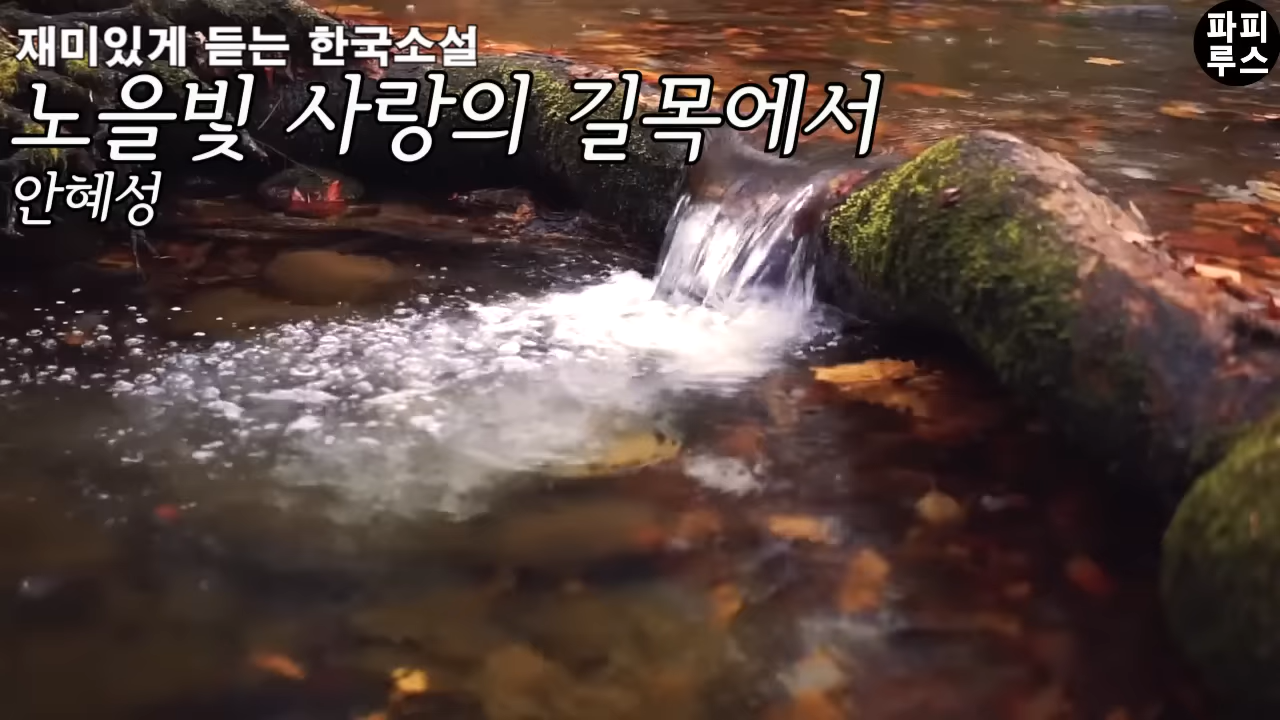 재미있게 듣는 한국소설
노을빛 사랑의 길목에서
안혜성
파피
루스